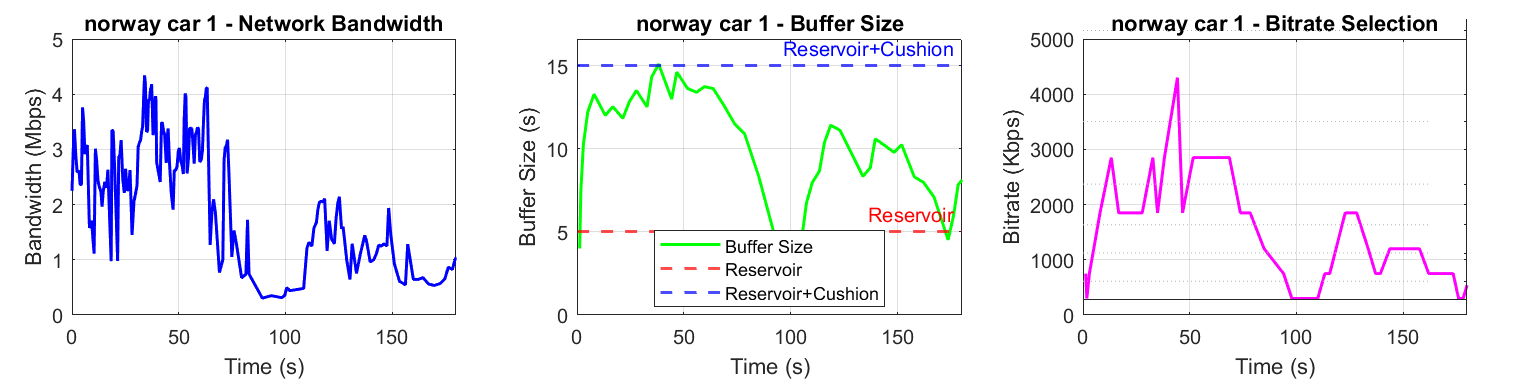 norway car 1 - Network Bandwidth
5
4
3
2
1
0
0
50
100
150
Bandwidth (Mbps)
Time (s)
norway car 1 - Buffer Size
Reservoir+Cushion
15
10
5
0
0
50
100
150
Buffer Size (s)
Reservoir
Buffer Size
Reservoir
Reservoir+Cushion
Time (s)
norway car 1 - Bitrate Selection
5000
4000
3000
2000
1000
0
0
50
100
150
Bitrate (Kbps)
Time (s)